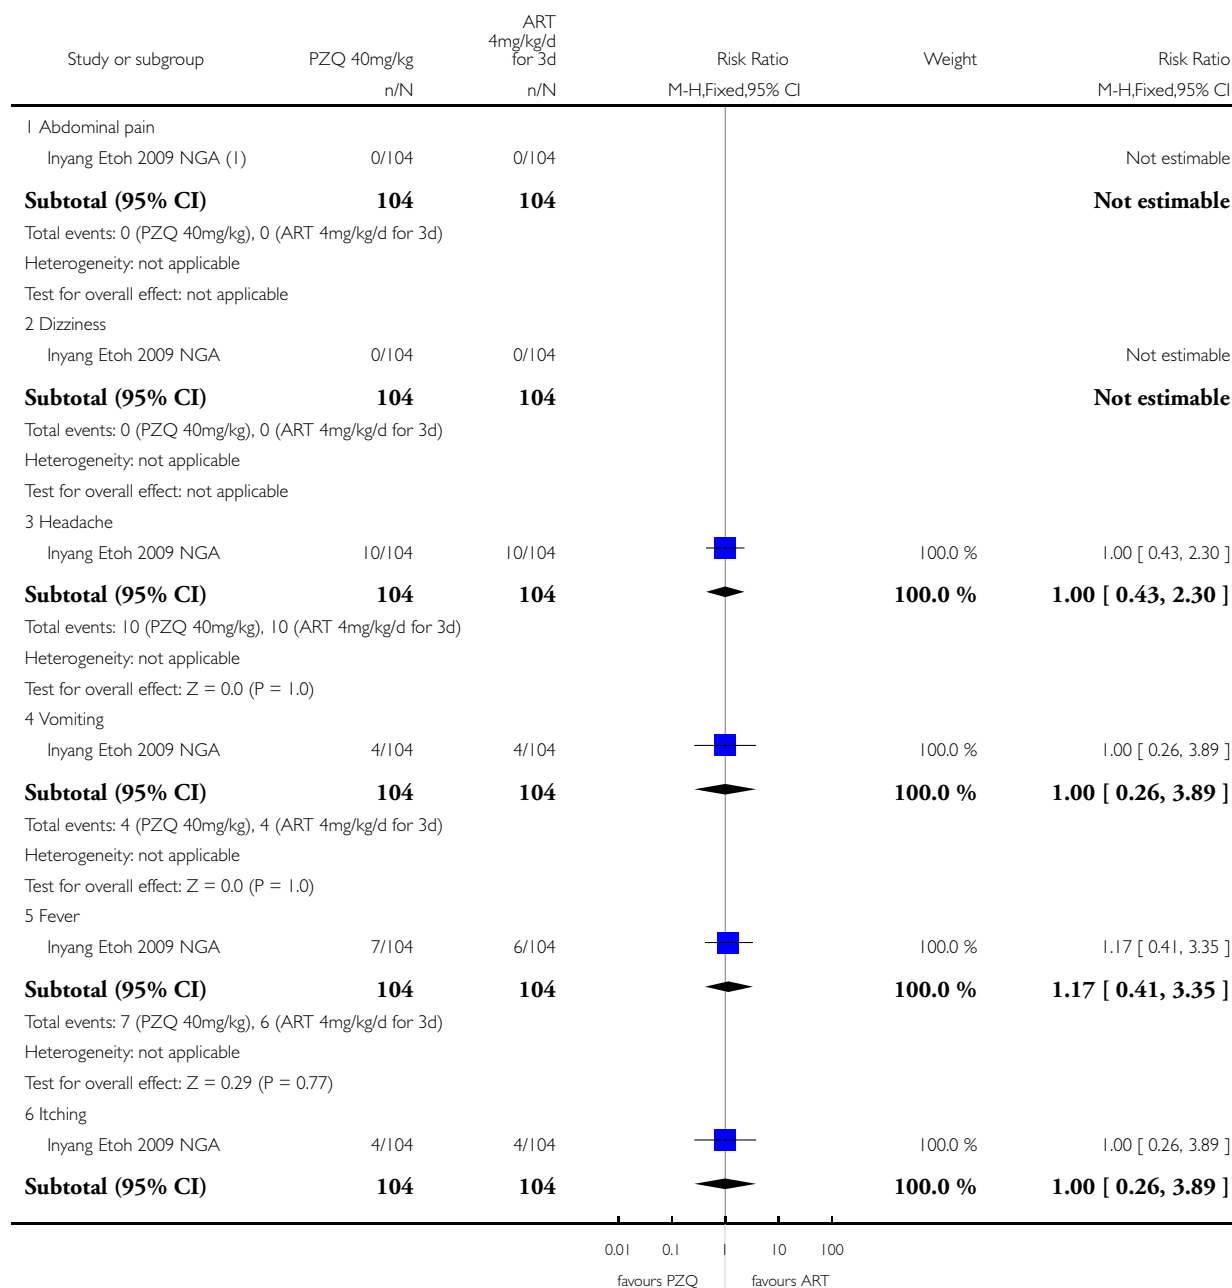 Study or subgroup PZQ 40mg/kg ART 4mg/kg/d for 3d Risk Ratio Weight Risk Ratio
n/N n/N M-H,Fixed,95% CI M-H,Fixed,95% CI
1 Abdominal pain
Inyang Etoh 2009 NGA (1) 0/104 0/104 Not estimable
Subtotal (95% CI) 104 104 Not estimable
Total events: 0 (PZQ 40mg/kg), 0 (ART 4mg/kg/d for 3d)
Heterogeneity: not applicable
Test for overall effect: not applicable
2 Dizziness
Inyang Etoh 2009 NGA 0/104 0/104 Not estimable
Subtotal (95% CI) 104 104 Not estimable
Total events: 0 (PZQ 40mg/kg), 0 (ART 4mg/kg/d for 3d)
Heterogeneity: not applicable
Test for overall effect: not applicable
3 Headache
Inyang Etoh 2009 NGA 10/104 10/104 100.0 % 1.00 [ 0.43, 2.30 ]
Subtotal (95% CI) 104 104 100.0 % 1.00 [ 0.43, 2.30 ]
Total events: 10 (PZQ 40mg/kg), 10 (ART 4mg/kg/d for 3d)
Heterogeneity: not applicable
Test for overall effect: Z = 0.0 (P = 1.0)
4 Vomiting
Inyang Etoh 2009 NGA 4/104 4/104 100.0 % 1.00 [ 0.26, 3.89 ]
Subtotal (95% CI) 104 104 100.0 % 1.00 [ 0.26, 3.89 ]
Total events: 4 (PZQ 40mg/kg), 4 (ART 4mg/kg/d for 3d)
Heterogeneity: not applicable
Test for overall effect: Z = 0.0 (P = 1.0)
5 Fever
Inyang Etoh 2009 NGA 7/104 6/104 100.0 % 1.17 [ 0.41, 3.35 ]
Subtotal (95% CI) 104 104 100.0 % 1.17 [ 0.41, 3.35 ]
Total events: 7 (PZQ 40mg/kg), 6 (ART 4mg/kg/d for 3d)
Heterogeneity: not applicable
Test for overall effect: Z = 0.29 (P = 0.77)
6 Itching
Inyang Etoh 2009 NGA 4/104 4/104 100.0 % 1.00 [ 0.26, 3.89 ]
Subtotal (95% CI) 104 104 100.0 % 1.00 [ 0.26, 3.89 ]
0.01 0.1 1 10 100
favours PZQ favours ART